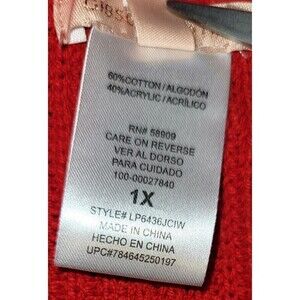 60%COTTON/ALGODÓN
40%ACRYLIC/ACRÍLICO
RN# 58909
CARE ON REVERSE
VER AL DORSO
PARA CUIDADO
100-00027840
1X
STYLE# LP6436JCIW
MADE IN CHINA
HECHO EN CHINA
UPC#784645250197